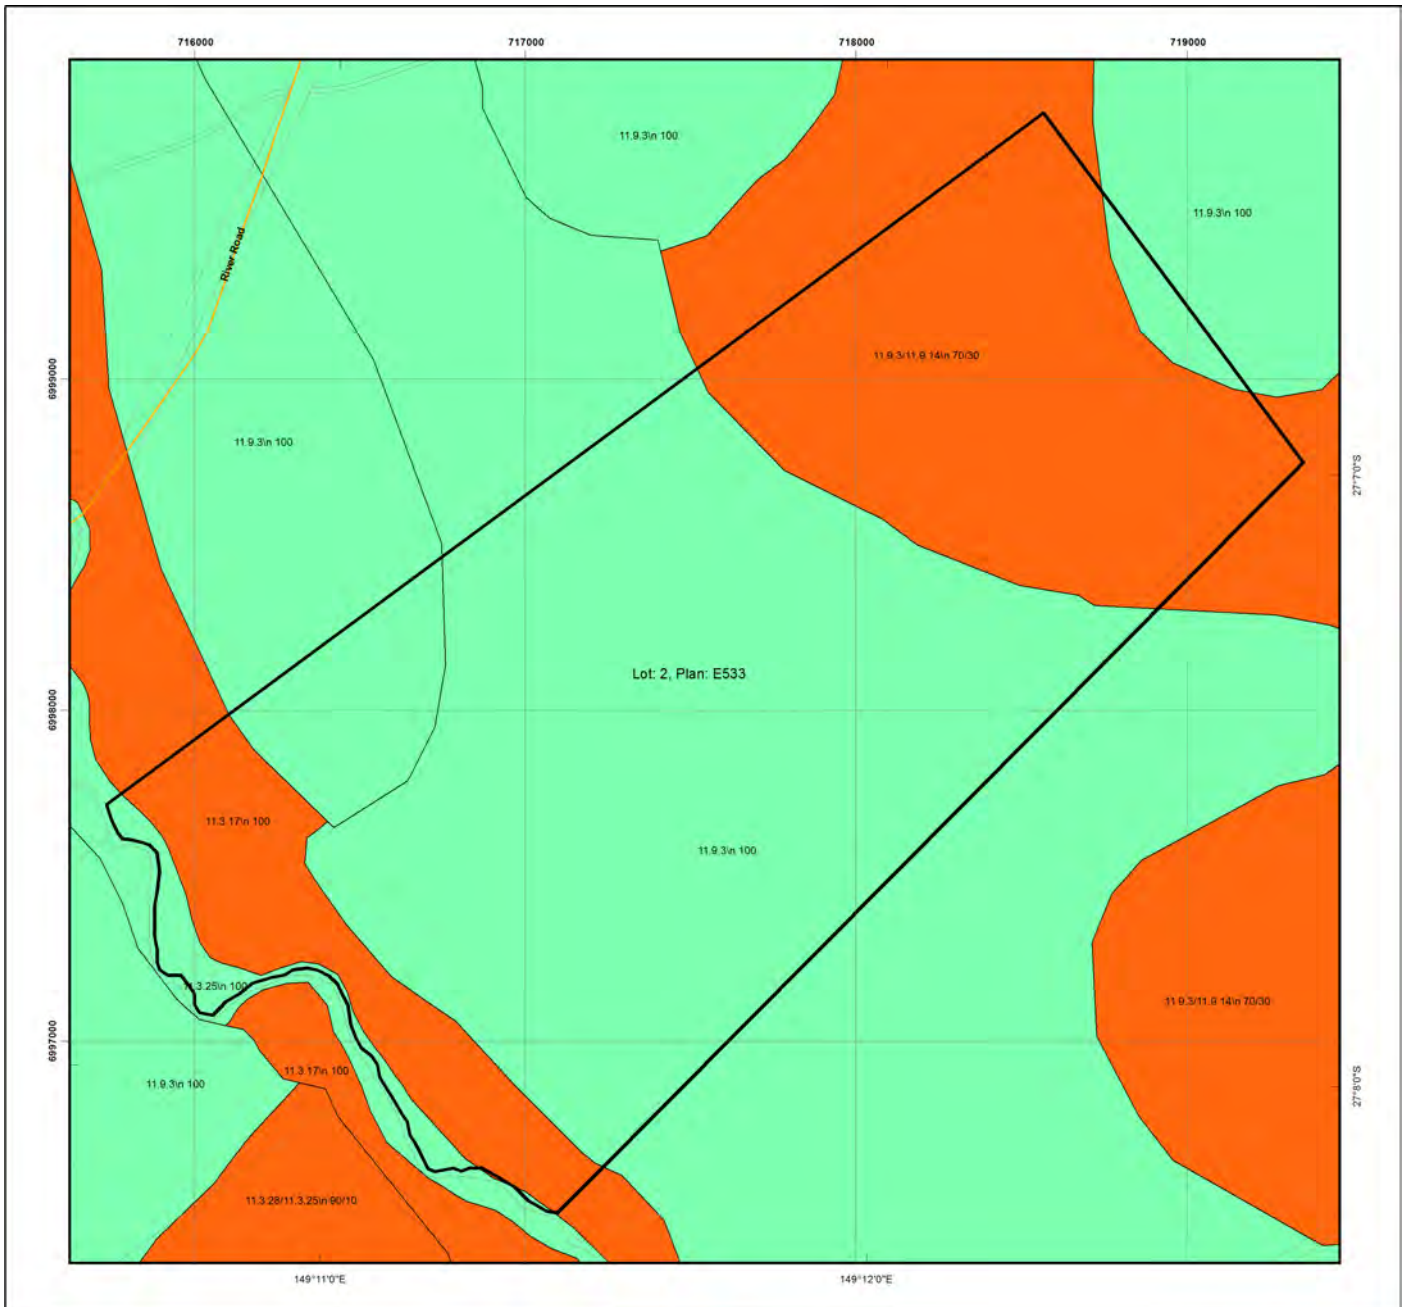 716000
717000
718000
719000
11.9.3\n 100
11.9.3\n 100
River Road
11.9.3/11.9.14\n 70/30
6999000
11.9.3\n 100
27°7'0"S
Lot: 2, Plan: E533
6998000
11.3.17\n 100
11.9.3\n 100
11.3.25\n 100
11.9.3/11.9.14\n 70/30
6997000
11.3.17\n 100
11.9.3\n 100
27°8'0"S
11.3.28/11.3.25\n 90/10
149°11'0"E
149°12'0"E